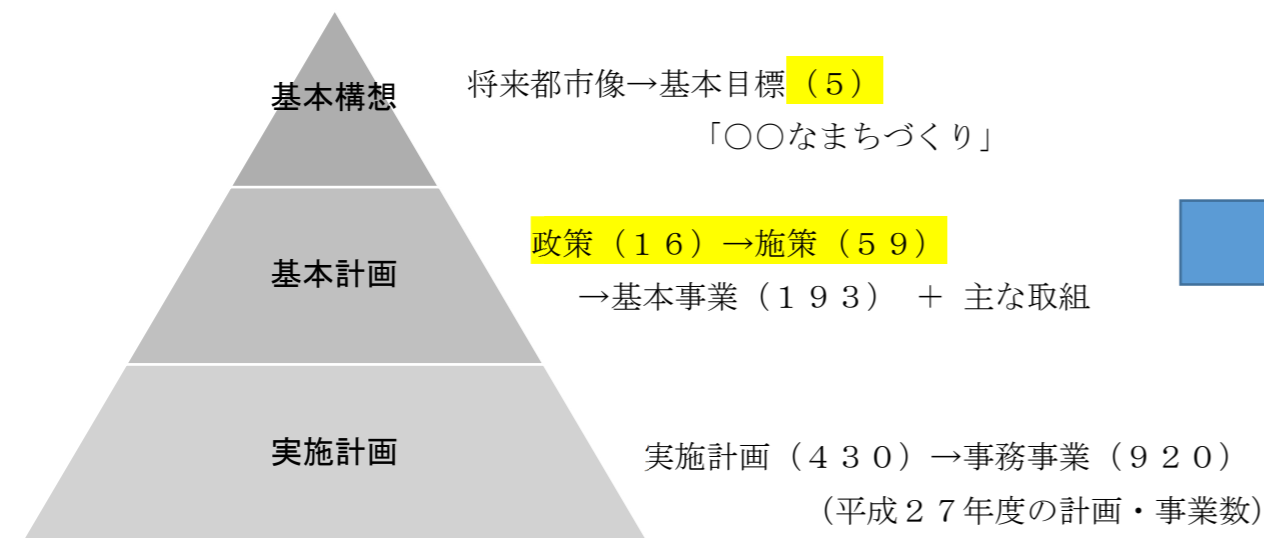 基本構想
将来都市像→基本目標（５）
「○○なまちづくり」
基本計画
政策（１６）→施策（５９）
→基本事業（１９３） ＋ 主な取組
実施計画
実施計画（４３０）→事務事業（９２０）
（平成２７年度の計画・事業数）